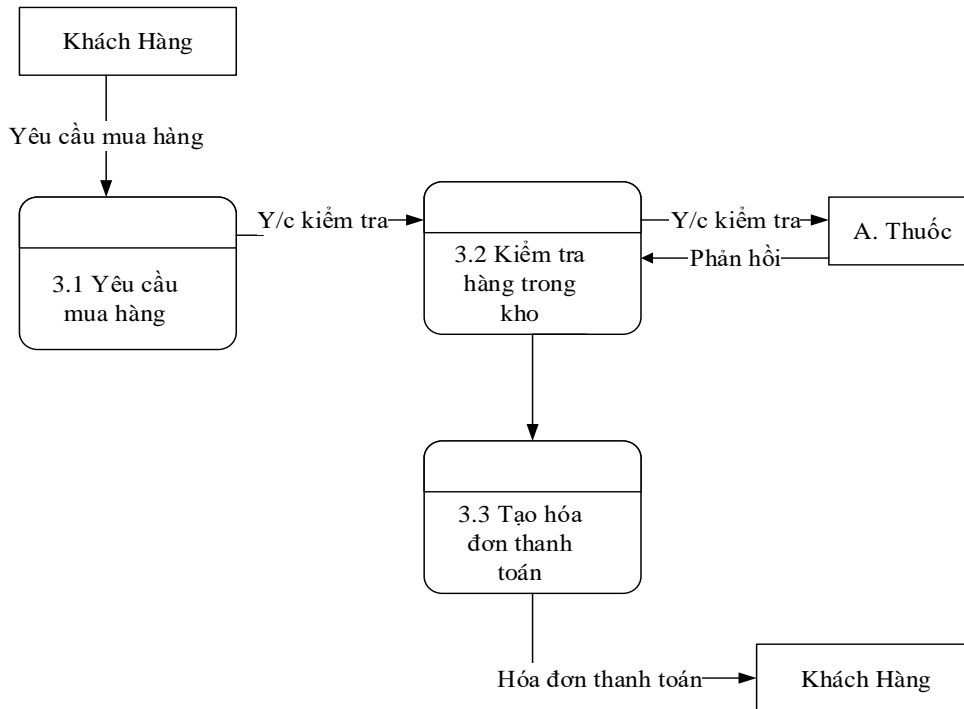 Khách Hàng
Yêu cầu mua hàng
3.1 Yêu cầu
mua hàng
Y/c kiểm tra
3.2 Kiểm tra
hàng trong
kho
Y/c kiểm tra
Phản hồi
A. Thuốc
3.3 Tạo hóa
đơn thanh
toán
Hóa đơn thanh toán
Khách Hàng